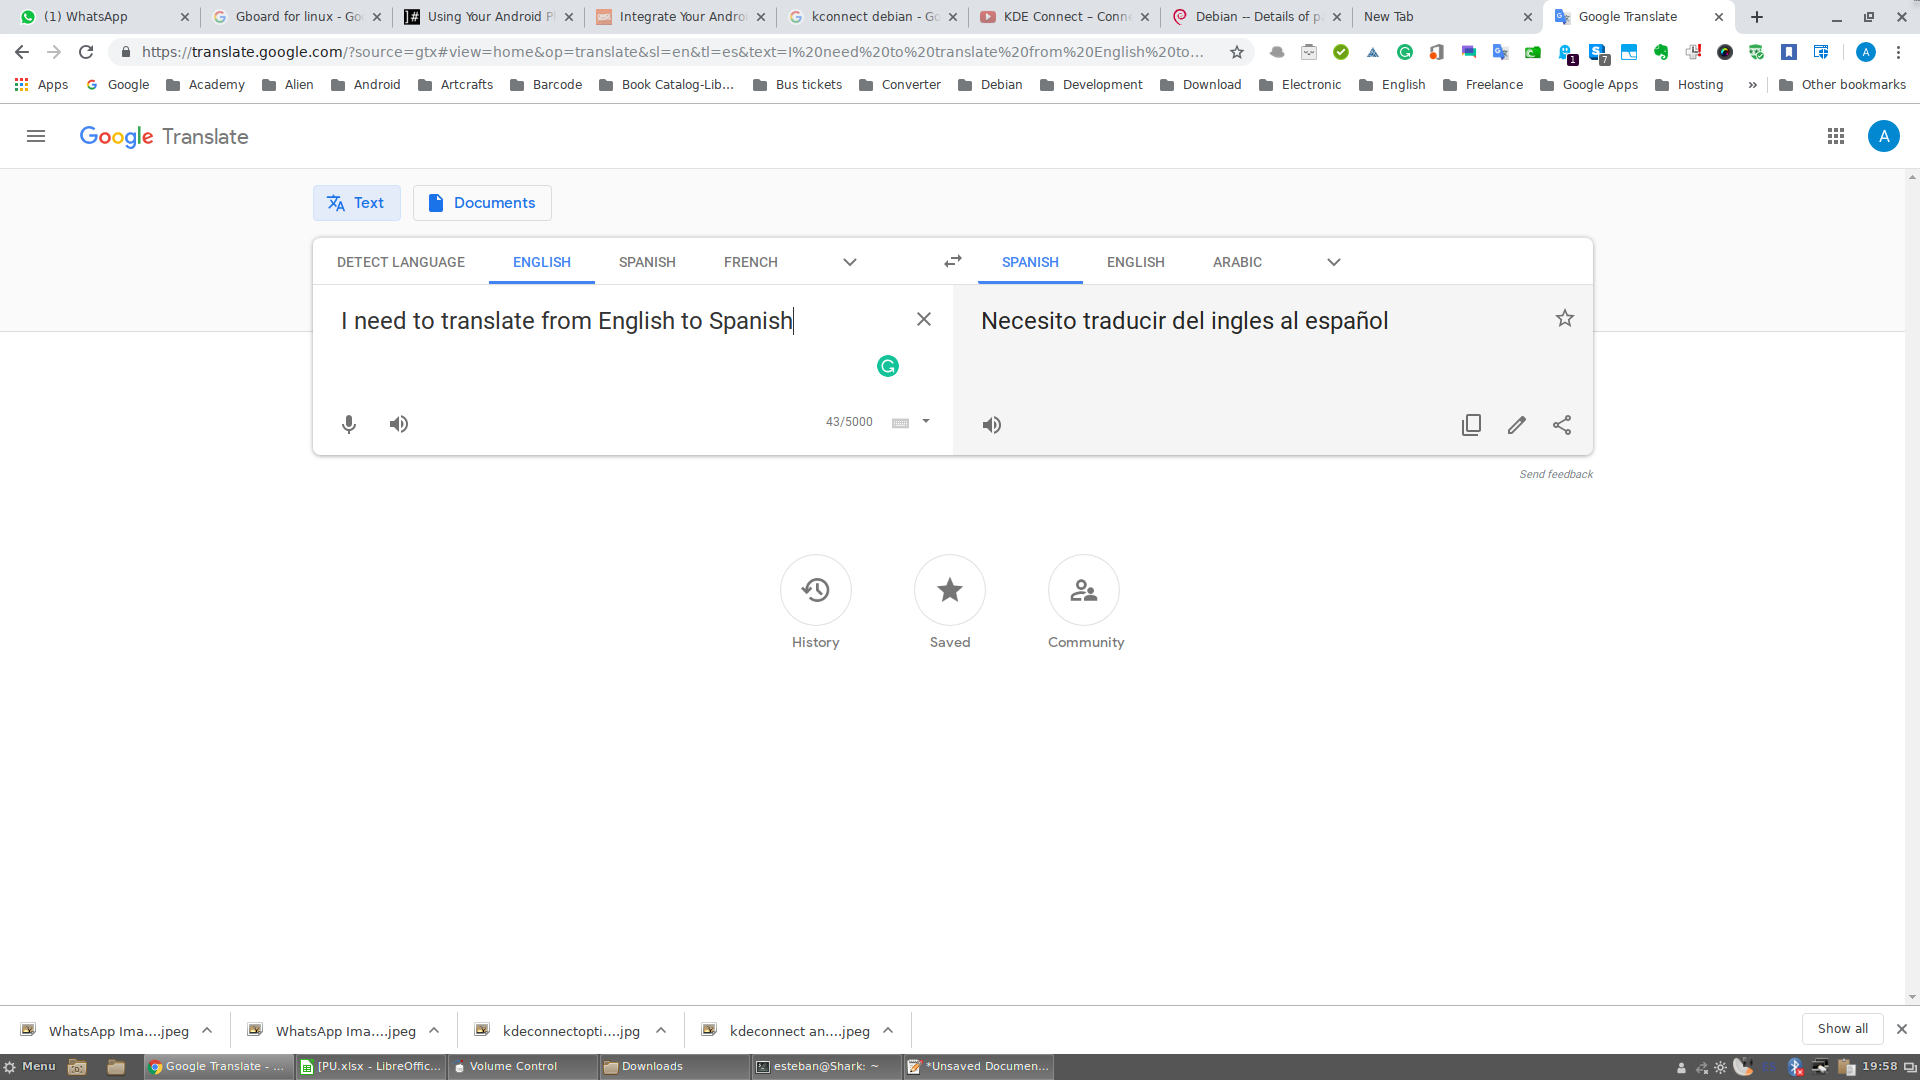 (1) WhatsApp
Gboard for linux - Go
Using Your Android P
Integrate Your Andro
kconnect debian - Go
KDE Connect – Conne
Debian -- Details of p
New Tab
Google Translate
https://translate.google.com/?source=gtx#view=home&op=translate&sl=en&tl=es&text=I%20need%20to%20translate%20from%20English%20to...
1
7
A
Apps
Google
Academy
Alien
Android
Artcrafts
Barcode
Book Catalog-Lib...
Bus tickets
Converter
Debian
Development
Download
Electronic
English
Freelance
Google Apps
Hosting
»
Other bookmarks
Google Translate
A
Text
Documents
DETECT LANGUAGE
ENGLISH
SPANISH
FRENCH
SPANISH
ENGLISH
ARABIC
I need to translate from English to Spanish
Necesito traducir del ingles al español
43/5000
Send feedback
History
Saved
Community
WhatsApp Ima....jpeg
WhatsApp Ima....jpeg
kdeconnectopti....jpg
kdeconnect an....jpeg
Show all
Menu
Google Translate - ...
[PU.xlsx - LibreOffic...
Volume Control
Downloads
esteban@Shark: ~
*Unsaved Documen...
19:58